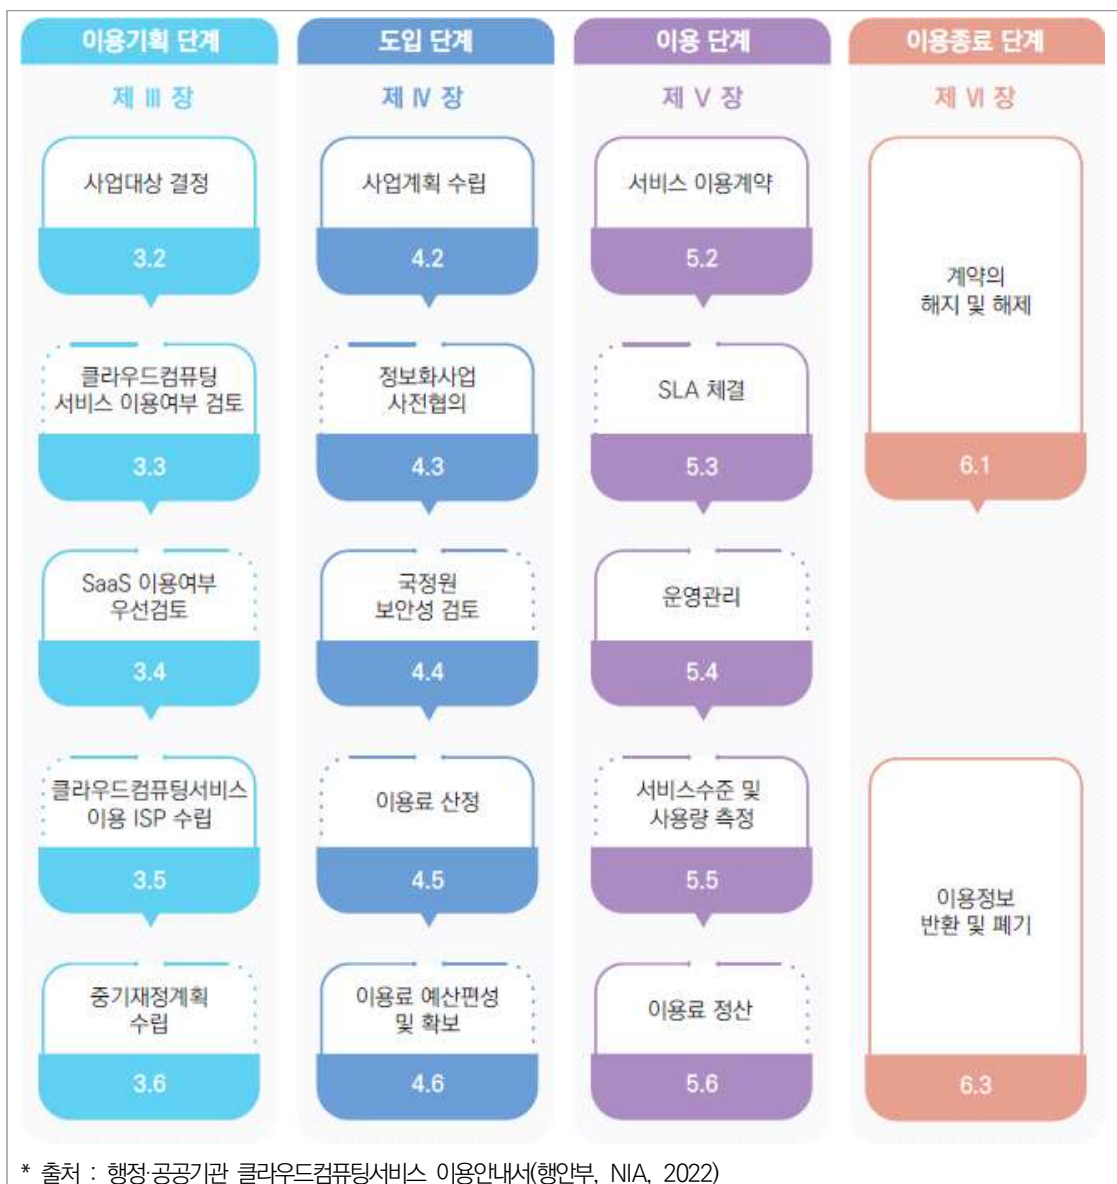 이용기획 단계
제 Ⅲ 장
사업대상 결정
3.2
클라우드컴퓨팅
서비스 이용여부 검토
3.3
SaaS 이용여부
우선검토
3.4
클라우드컴퓨팅서비스
이용 ISP 수립
3.5
중기재정계획
수립
3.6
도입 단계
제 Ⅳ 장
사업계획 수립
4.2
정보화사업
사전협의
4.3
국정원
보안성 검토
4.4
이용료 산정
4.5
이용료 예산편성
및 확보
4.6
이용 단계
제 Ⅴ 장
서비스 이용계약
5.2
SLA 체결
5.3
운영관리
5.4
서비스수준 및
사용량 측정
5.5
이용료 정산
5.6
이용종료 단계
제 Ⅵ 장
계약의
해지 및 해제
6.1
이용정보
반환 및 폐기
6.3
* 출처 : 행정·공공기관 클라우드컴퓨팅서비스 이용안내서(행안부, NIA, 2022)